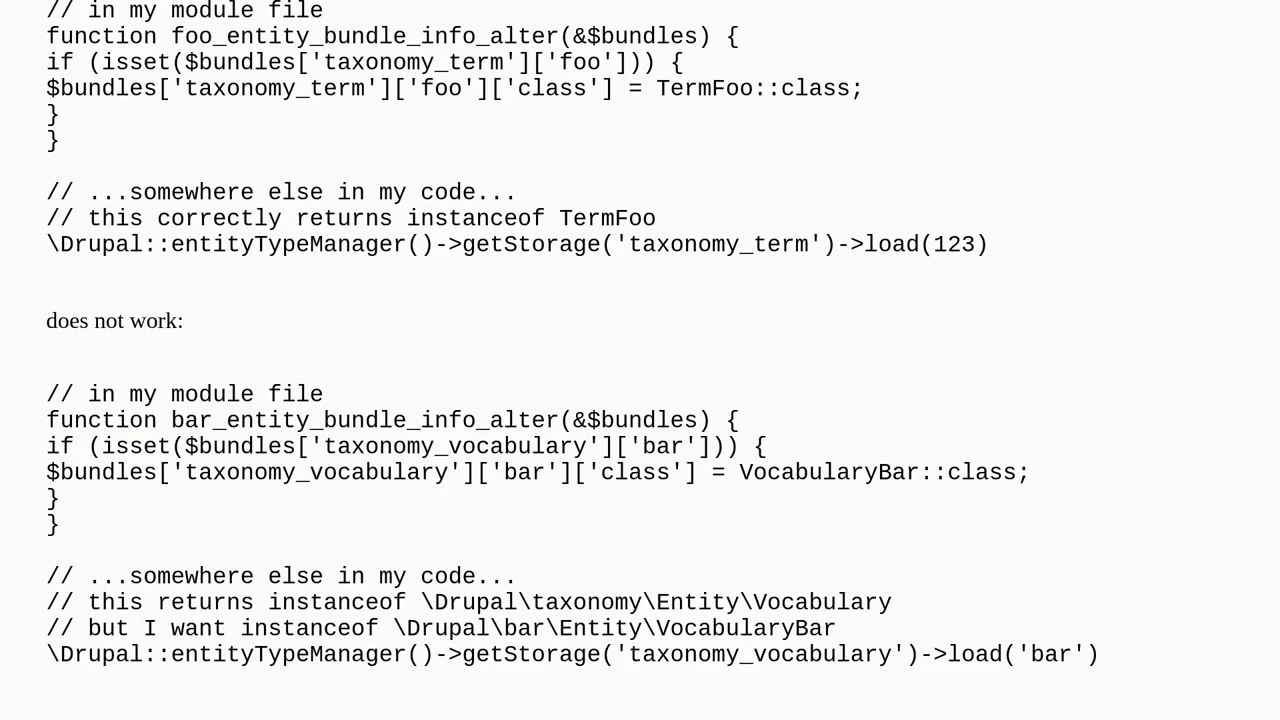 // in my module file
function foo_entity_bundle_info_alter(&$bundles) {
if (isset($bundles['taxonomy_term']['foo'])) {
$bundles['taxonomy_term']['foo']['class'] = TermFoo::class;
}
}
// ...somewhere else in my code...
// this correctly returns instanceof TermFoo
\Drupal::entityTypeManager()->getStorage('taxonomy_term')->load(123)
does not work:
// in my module file
function bar_entity_bundle_info_alter(&$bundles) {
if (isset($bundles['taxonomy_vocabulary']['bar'])) {
$bundles['taxonomy_vocabulary']['bar']['class'] = VocabularyBar::class;
}
}
// ...somewhere else in my code...
// this returns instanceof \Drupal\taxonomy\Entity\Vocabulary
// but I want instanceof \Drupal\bar\Entity\VocabularyBar
\Drupal::entityTypeManager()->getStorage('taxonomy_vocabulary')->load('bar')